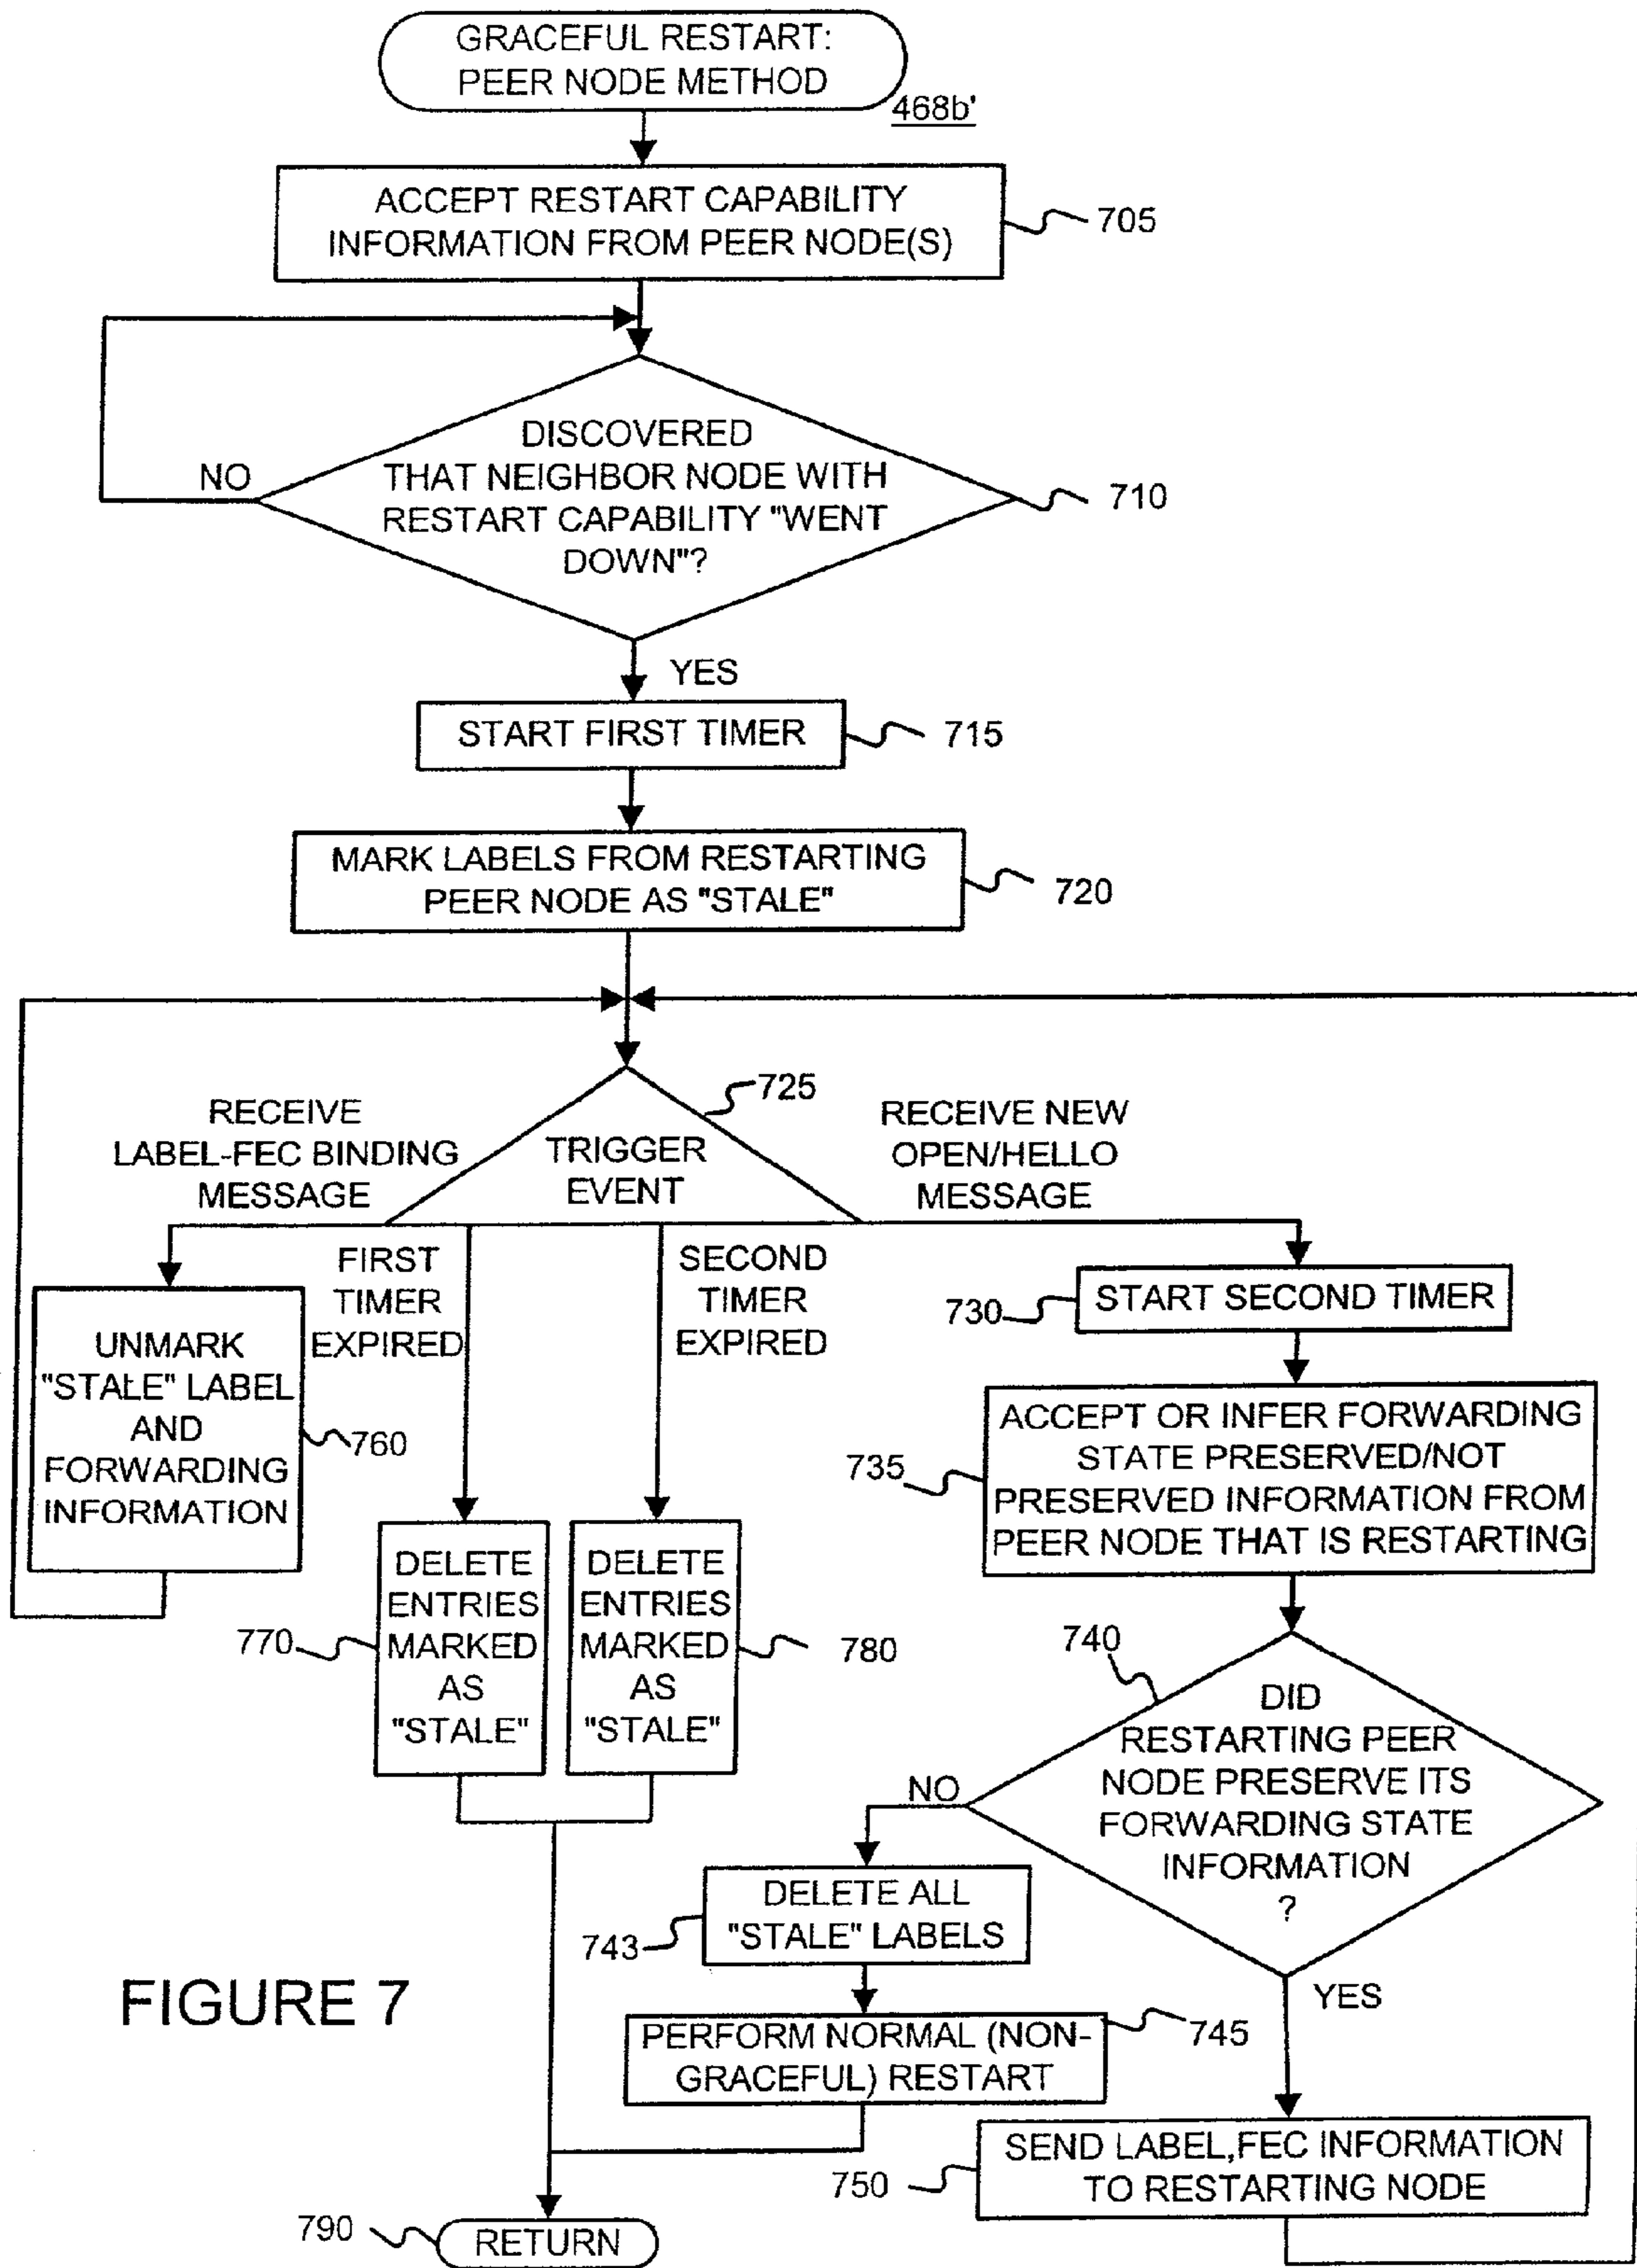 GRACEFUL RESTART:
PEER NODE METHOD
468b'
ACCEPT RESTART CAPABILITY
INFORMATION FROM PEER NODE(S)
705
DISCOVERED
THAT NEIGHBOR NODE WITH
RESTART CAPABILITY "WENT
DOWN"?
NO
710
YES
START FIRST TIMER
715
MARK LABELS FROM RESTARTING
PEER NODE AS "STALE"
720
725
TRIGGER
EVENT
RECEIVE
LABEL-FEC BINDING
MESSAGE
RECEIVE NEW
OPEN/HELLO
MESSAGE
FIRST
TIMER
EXPIRED
SECOND
TIMER
EXPIRED
UNMARK
"STALE" LABEL
AND
FORWARDING
INFORMATION
760
730
START SECOND TIMER
735
ACCEPT OR INFER FORWARDING
STATE PRESERVED/NOT
PRESERVED INFORMATION FROM
PEER NODE THAT IS RESTARTING
770
DELETE
ENTRIES
MARKED
AS
"STALE"
DELETE
ENTRIES
MARKED
AS
"STALE"
780
740
DID
RESTARTING PEER
NODE PRESERVE ITS
FORWARDING STATE
INFORMATION
?
NO
743
DELETE ALL
"STALE" LABELS
YES
PERFORM NORMAL (NON-
GRACEFUL) RESTART
745
750
SEND LABEL,FEC INFORMATION
TO RESTARTING NODE
790
RETURN
FIGURE 7